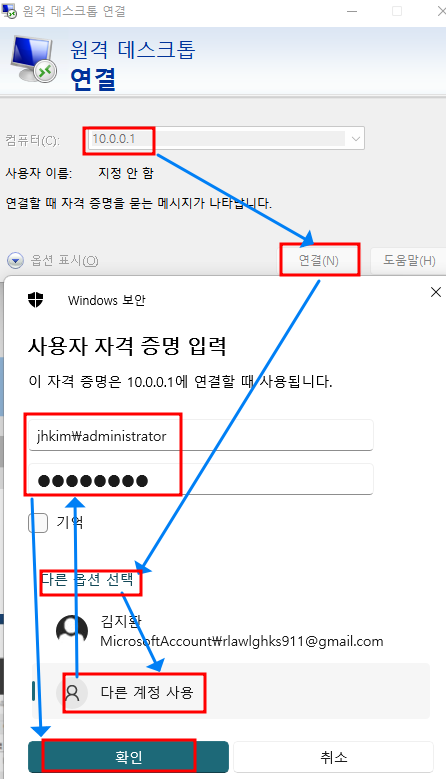 원격 데스크톱 연결
원격 데스크톱
연결
컴퓨터(C): 10.0.0.1
사용자 이름: 지정 안 함
연결할 때 자격 증명을 묻는 메시지가 나타납니다.
옵션 표시(O) 연결(N) 도움말(H)
Windows 보안
사용자 자격 증명 입력
이 자격 증명은 10.0.0.1에 연결할 때 사용됩니다.
jhkim₩administrator
●●●●●●●●
기억
다른 옵션 선택
김지환
MicrosoftAccount₩rlawlghks911@gmail.com
다른 계정 사용
확인 취소